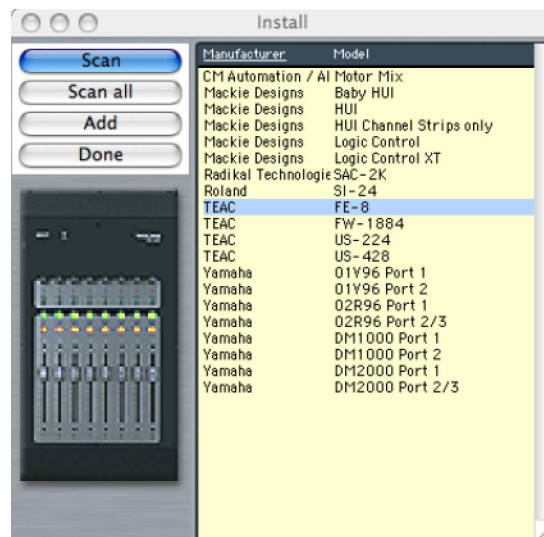 Install
Scan
Scan all
Add
Done
Manufacturer Model
CM Automation / Al Motor Mix
Mackie Designs Baby HUI
Mackie Designs HUI
Mackie Designs HUI Channel Strips only
Mackie Designs Logic Control
Mackie Designs Logic Control XT
Radikal Technologie SAC-2K
Roland SI-24
TEAC FE-8
TEAC FW-1884
TEAC US-224
TEAC US-428
Yamaha 01V96 Port 1
Yamaha 01V96 Port 2
Yamaha 02R96 Port 1
Yamaha 02R96 Port 2/3
Yamaha DM1000 Port 1
Yamaha DM1000 Port 2
Yamaha DM2000 Port 1
Yamaha DM2000 Port 2/3